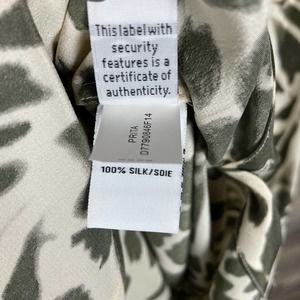 This label with
security
features is a
certificate of
authenticity.
PRITA
D7790846F14
100% SILK/SOIE